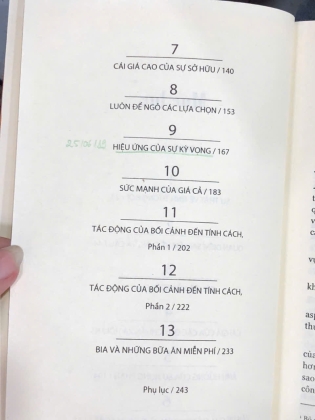 7
CÁI GIÁ CAO CỦA SỰ SỞ HỮU / 140
8
LUÔN ĐỂ NGỎ CÁC LỰA CHỌN / 153
9
HIỆU ỨNG CỦA SỰ KỲ VỌNG / 167
10
SỨC MẠNH CỦA GIÁ CẢ / 183
11
TÁC ĐỘNG CỦA BỐI CẢNH ĐẾN TÍNH CÁCH,
Phần 1 / 202
12
TÁC ĐỘNG CỦA BỐI CẢNH ĐẾN TÍNH CÁCH,
Phần 2 / 222
13
BIA VÀ NHỮNG BỮA ĂN MIỄN PHÍ / 233
Phụ lục / 243